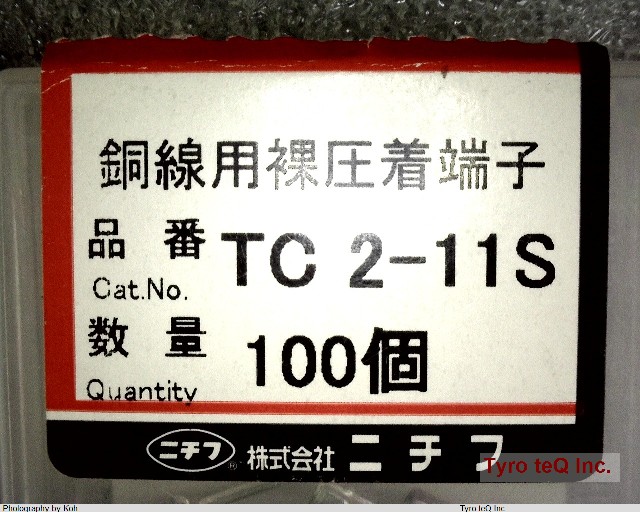 銅線用裸圧着端子
品番 TC 2-11S
Cat.No.
数量 100個
Quantity
ニチフ® 株式会社 ニチフ
Tyro teQ Inc.
Photography by Koh
Tyro teQ Inc